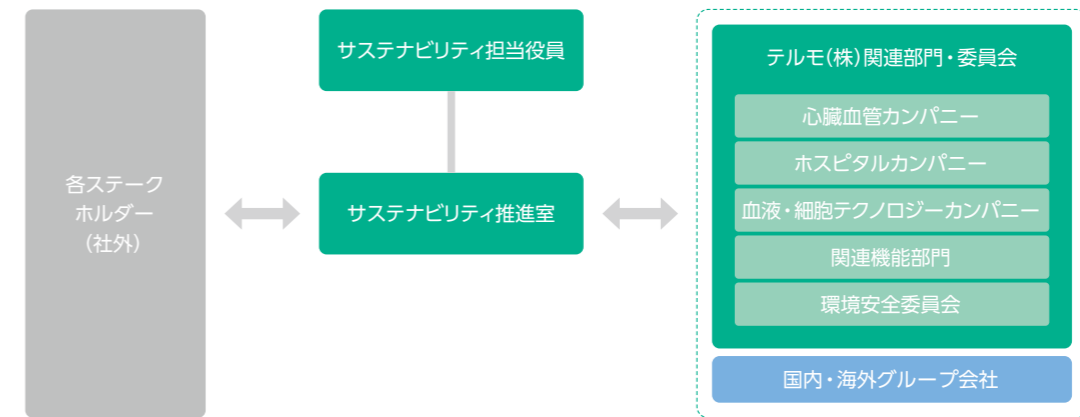 各ステーク
ホルダー
(社外)
サステナビリティ担当役員
サステナビリティ推進室
テルモ(株)関連部門・委員会
心臓血管カンパニー
ホスピタルカンパニー
血液・細胞テクノロジーカンパニー
関連機能部門
環境安全委員会
国内・海外グループ会社